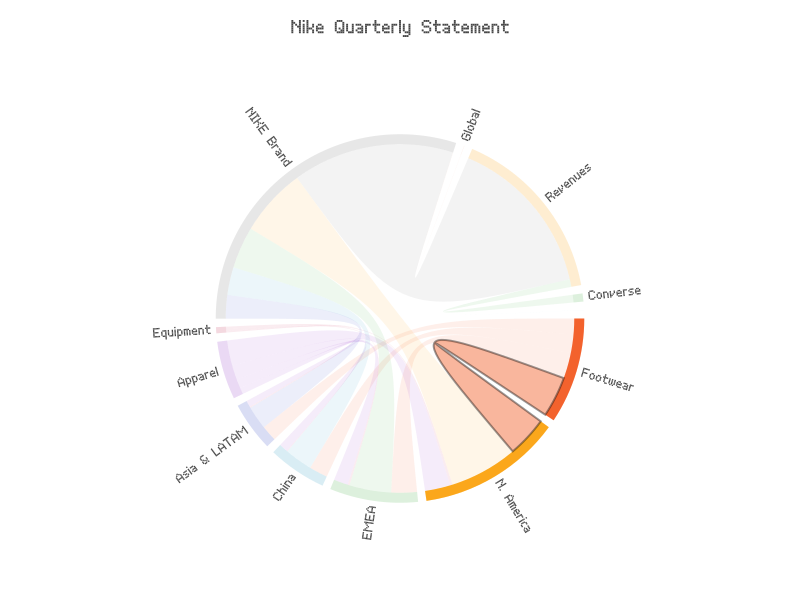 Nike Quarterly Statement
Global
NIKE Brand
Revenues
Converse
Equipment
Footwear
Apparel
Asia & LATAM
China
N. America
EMEA